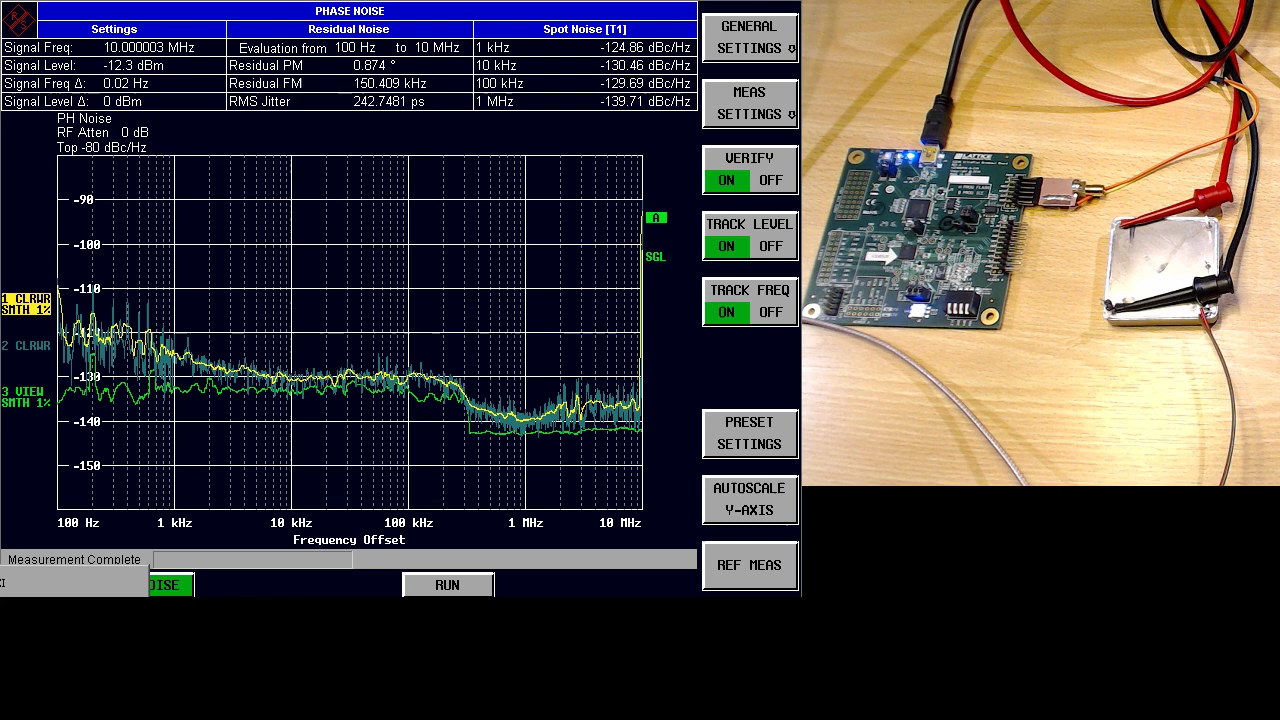 PHASE NOISE
Settings
Residual Noise
Spot Noise [T1]
Signal Freq: 10.000003 MHz
Evaluation from 100 Hz to 10 MHz
1 kHz -124.86 dBc/Hz
Signal Level: -12.3 dBm
Residual PM 0.874 °
10 kHz -130.46 dBc/Hz
Signal Freq Δ: 0.02 Hz
Residual FM 150.409 kHz
100 kHz -129.69 dBc/Hz
Signal Level Δ: 0 dBm
RMS Jitter 242.7481 ps
1 MHz -139.71 dBc/Hz
PH Noise
RF Atten 0 dB
Top -80 dBc/Hz
-90
-100
-110
-120
-130
-140
-150
1 CLRWR
SMTH 1%
2 CLRWR
3 VIEW
SMTH 1%
A
SGL
100 Hz 1 kHz 10 kHz 100 kHz 1 MHz 10 MHz
Frequency Offset
Measurement Complete
OISE
RUN
GENERAL
SETTINGS
MEAS
SETTINGS
VERIFY
ON OFF
TRACK LEVEL
ON OFF
TRACK FREQ
ON OFF
PRESET
SETTINGS
AUTOSCALE
Y-AXIS
REF MEAS
LATTICE